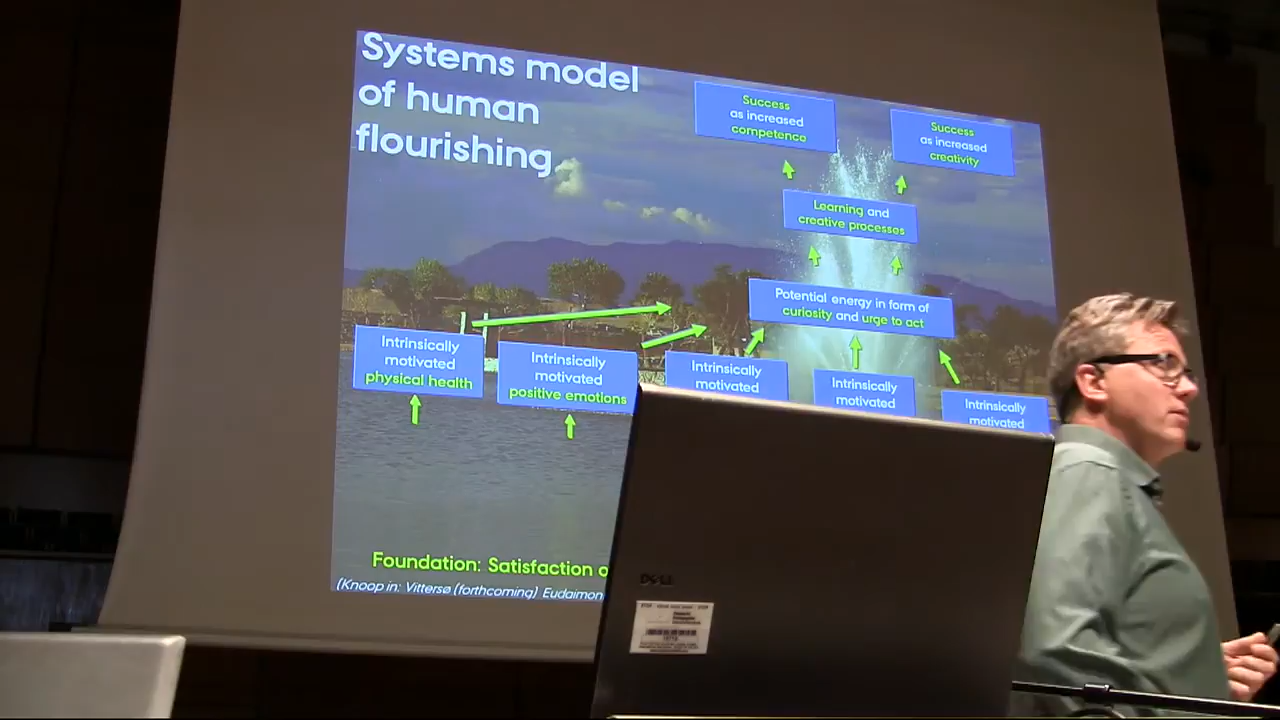 Systems model
of human
flourishing
Success
as increased
competence
Success
as increased
creativity
Learning and
creative processes
Potential energy in form of
curiosity and urge to act
Intrinsically
motivated
physical health
Intrinsically
motivated
positive emotions
Intrinsically
motivated
Intrinsically
motivated
Intrinsically
motivated
Foundation: Satisfaction o
(Knoop in: Vittersø (forthcoming) Eudaimon
DELL